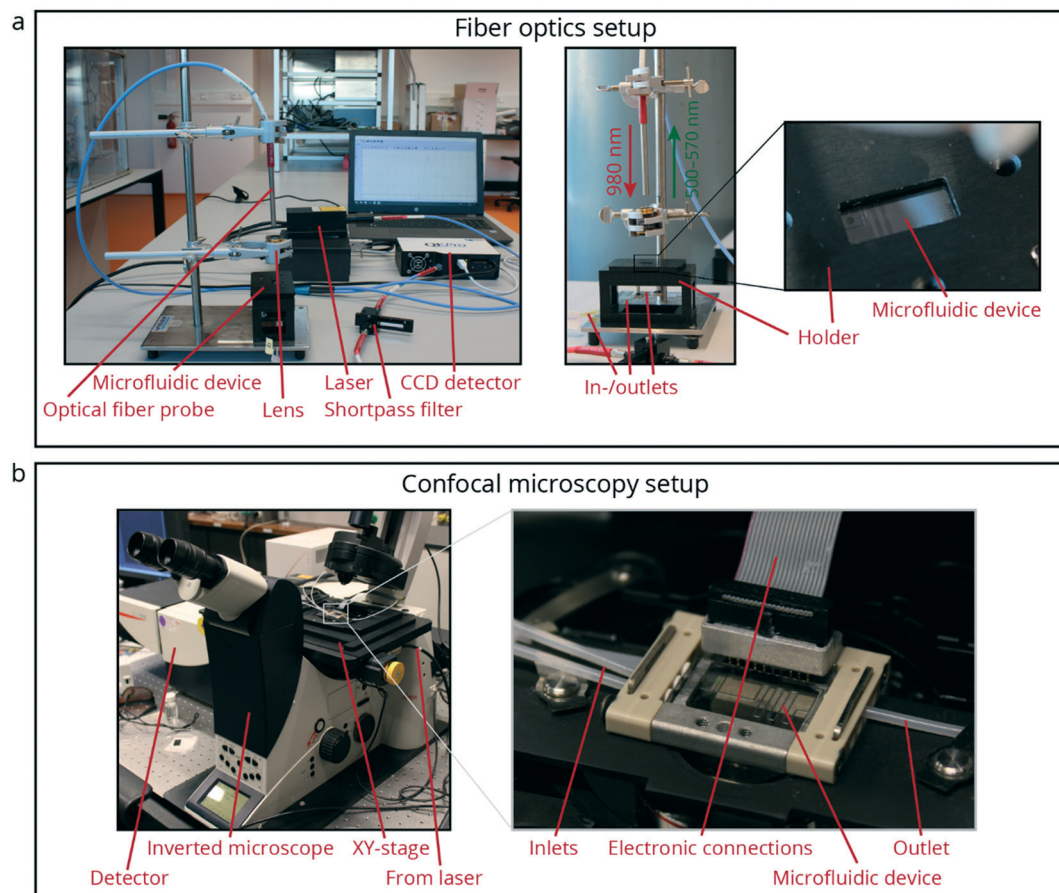 a
Fiber optics setup
980 nm
500–570 nm
QEPro
Microfluidic device
Optical fiber probe
Lens
Laser
Shortpass filter
CCD detector
In-/outlets
Holder
Microfluidic device
b
Confocal microscopy setup
Detector
Inverted microscope
XY-stage
From laser
Inlets
Electronic connections
Microfluidic device
Outlet